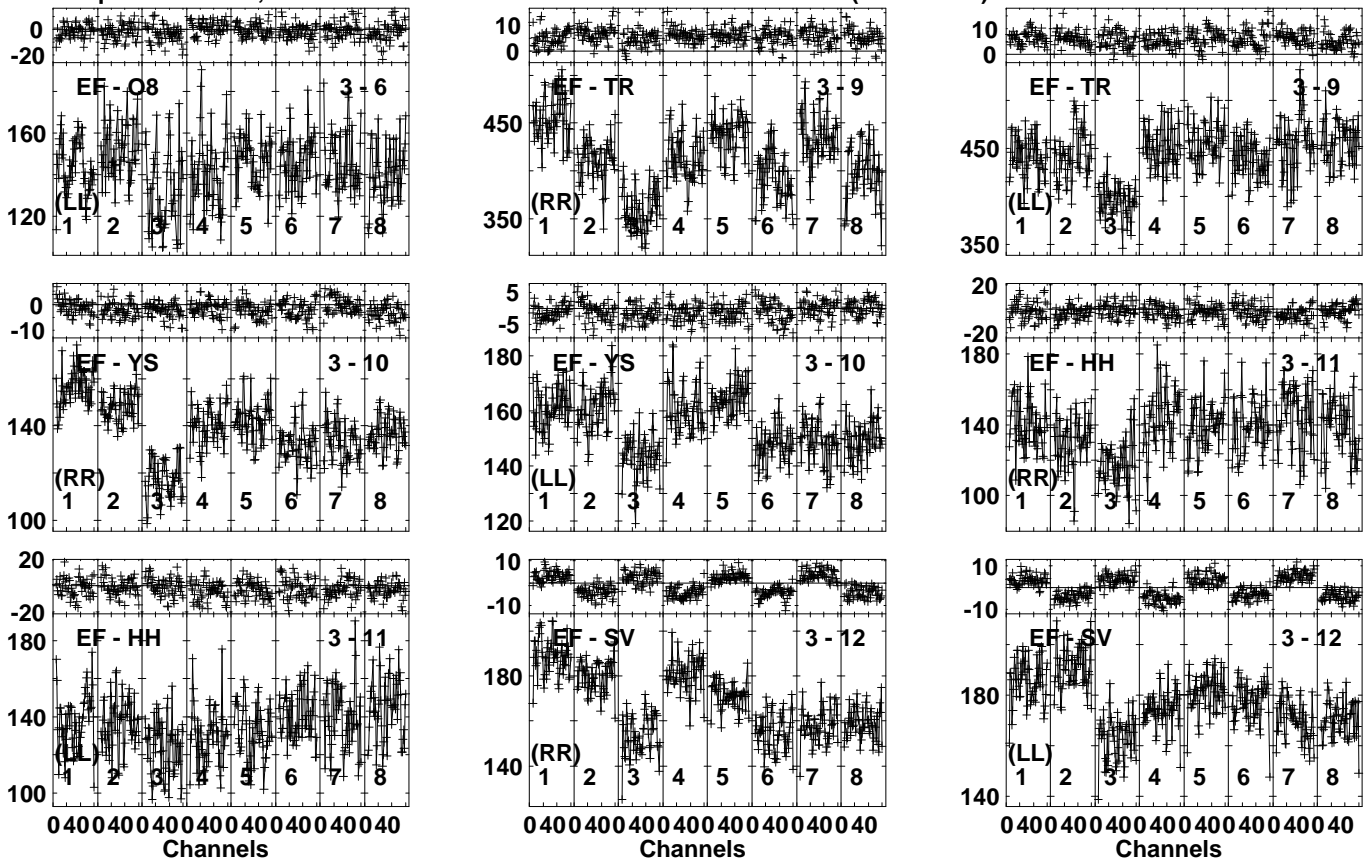 0
-20
EF - O8 3 - 6
160
120
(LL)
1 2 3 4 5 6 7 8
10
0
EF - TR 3 - 9
450
350
(RR)
1 2 3 4 5 6 7 8
10
0
EF - TR 3 - 9
450
350
(LL)
1 2 3 4 5 6 7 8
0
-10
EF - YS 3 - 10
140
100
(RR)
1 2 3 4 5 6 7 8
5
-5
EF - YS 3 - 10
180
160
140
120
(LL)
1 2 3 4 5 6 7 8
20
-20
EF - HH 3 - 11
180
140
100
(RR)
1 2 3 4 5 6 7 8
20
-20
EF - HH 3 - 11
180
140
100
(LL)
1 2 3 4 5 6 7 8
0 40 0 40 0 40 0 40 0 40 0 40 0 40 0 40
Channels
10
-10
EF - SV 3 - 12
180
140
(RR)
1 2 3 4 5 6 7 8
0 40 0 40 0 40 0 40 0 40 0 40 0 40 0 40
Channels
10
-10
EF - SV 3 - 12
180
140
(LL)
1 2 3 4 5 6 7 8
0 40 0 40 0 40 0 40 0 40 0 40 0 40 0 40
Channels